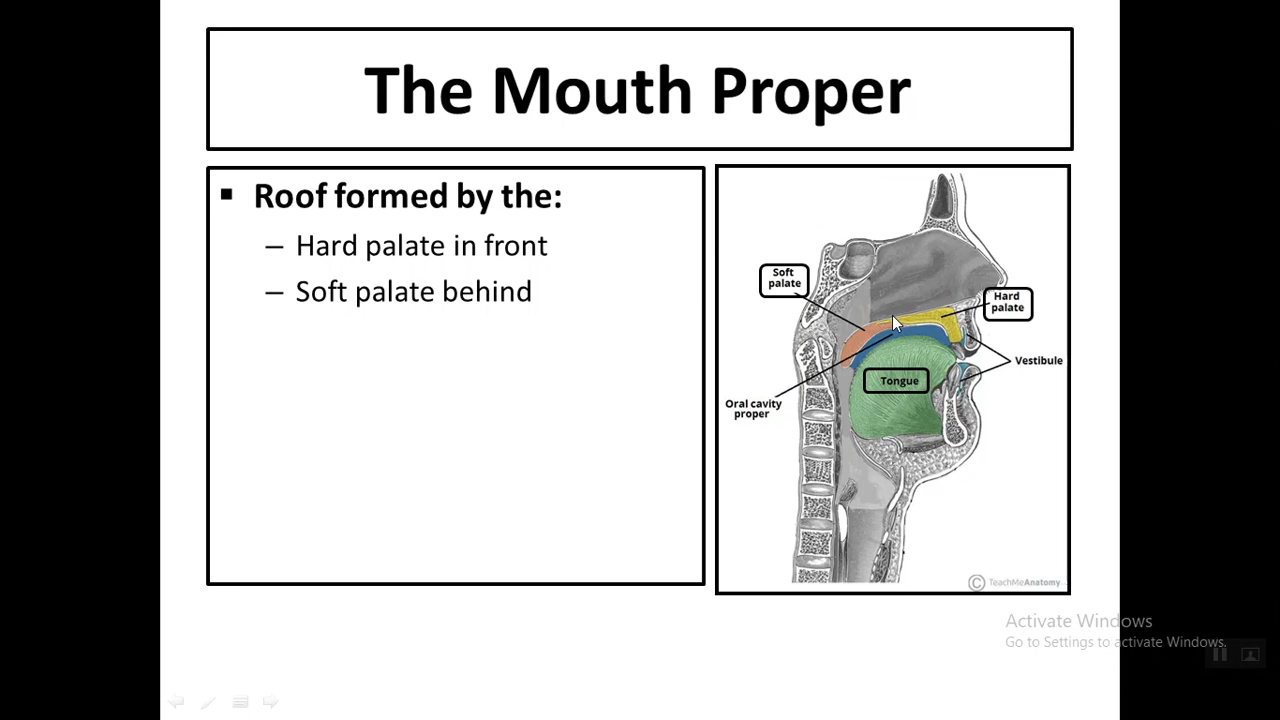 The Mouth Proper
▪ Roof formed by the:
– Hard palate in front
– Soft palate behind
Soft
palate
Hard
palate
Vestibule
Tongue
Oral cavity
proper
© TeachMeAnatomy
Activate Windows
Go to Settings to activate Windows.